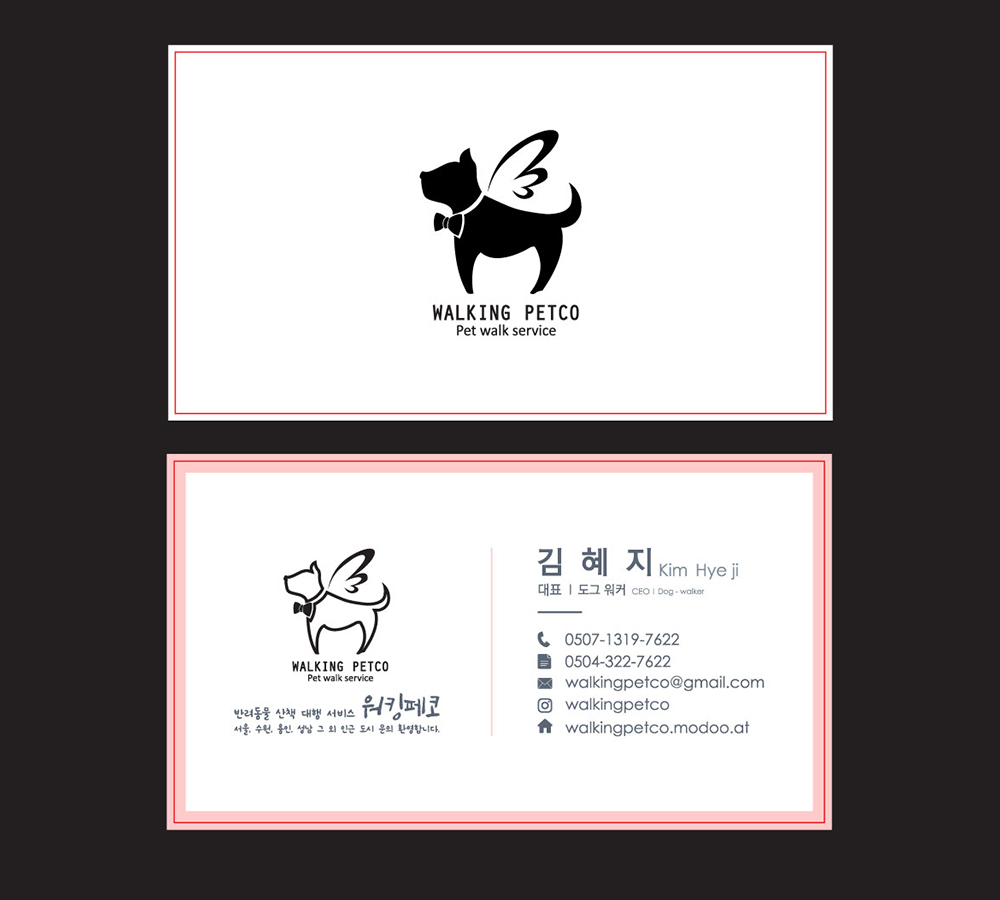 WALKING PETCO
Pet walk service
WALKING PETCO
Pet walk service
반려동물 산책 대행 서비스 워킹페코
서울, 수원, 용인, 성남 그 외 인근 도시 문의 환영합니다.
김 혜 지 Kim Hye ji
대표 | 도그 워커 CEO | Dog - walker
0507-1319-7622
0504-322-7622
walkingpetco@gmail.com
walkingpetco
walkingpetco.modoo.at